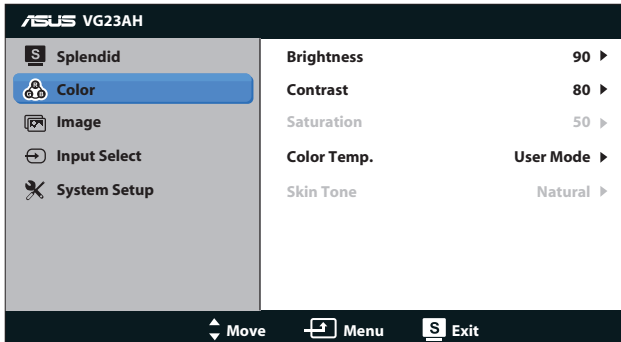 ASUS VG23AH
S Splendid
Color
Image
Input Select
System Setup
Brightness 90
Contrast 80
Saturation 50
Color Temp. User Mode
Skin Tone Natural
Move Menu S Exit